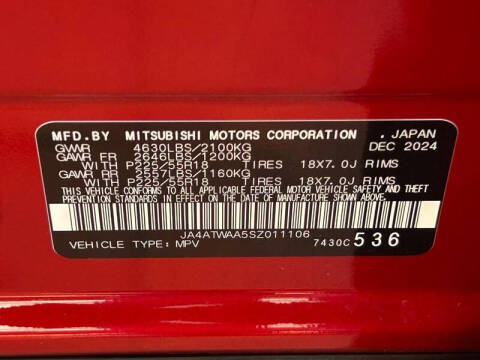 MFD.BY MITSUBISHI MOTORS CORPORATION. JAPAN
GVWR 4630LBS/2100KG DEC 2024
GAWR FR 2646LBS/1200KG
WITH P225/55R18 TIRES 18X7.0J RIMS
GAWR RR 2557LBS/1160KG
WITH P225/55R18 TIRES 18X7.0J RIMS
THIS VEHICLE CONFORMS TO ALL APPLICABLE FEDERAL MOTOR VEHICLE SAFETY AND THEFT
PREVENTION STANDARDS IN EFFECT ON THE DATE OF MANUFACTURE SHOWN ABOVE.
JA4ATWAA5SZ011106
VEHICLE TYPE: MPV 7430C 536